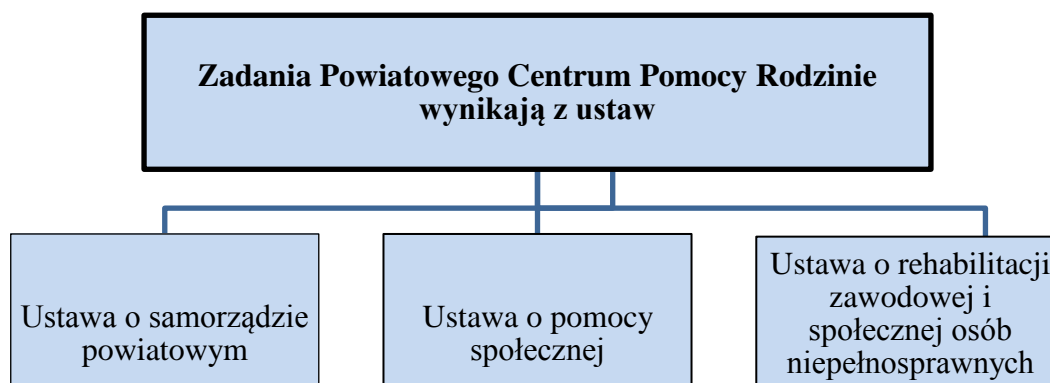 Zadania Powiatowego Centrum Pomocy Rodzinie
wynikają z ustaw
Ustawa o samorządzie
powiatowym
Ustawa o pomocy
społecznej
Ustawa o rehabilitacji
zawodowej i
społecznej osób
niepełnosprawnych